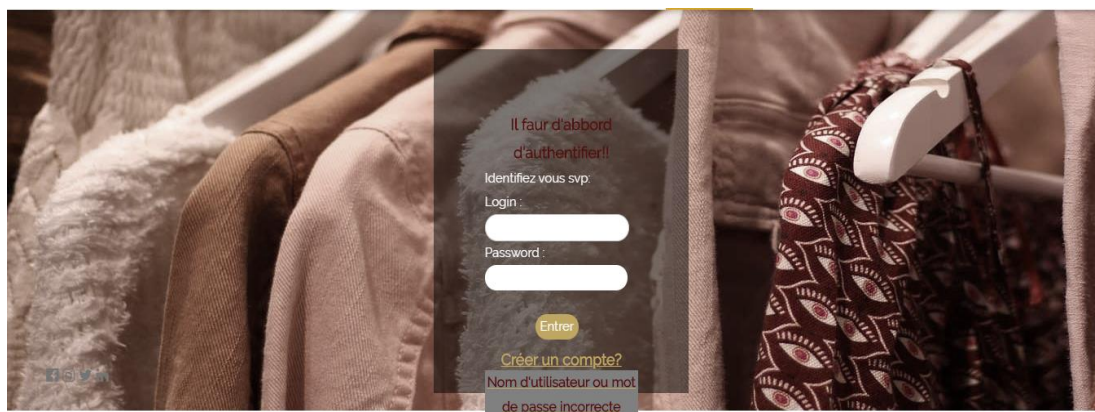 Il faur d'abbord
d'authentifier!!
Identifiez vous svp:
Login :
Password :
Entrer
Créer un compte?
Nom d'utilisateur ou mot
de passe incorrecte